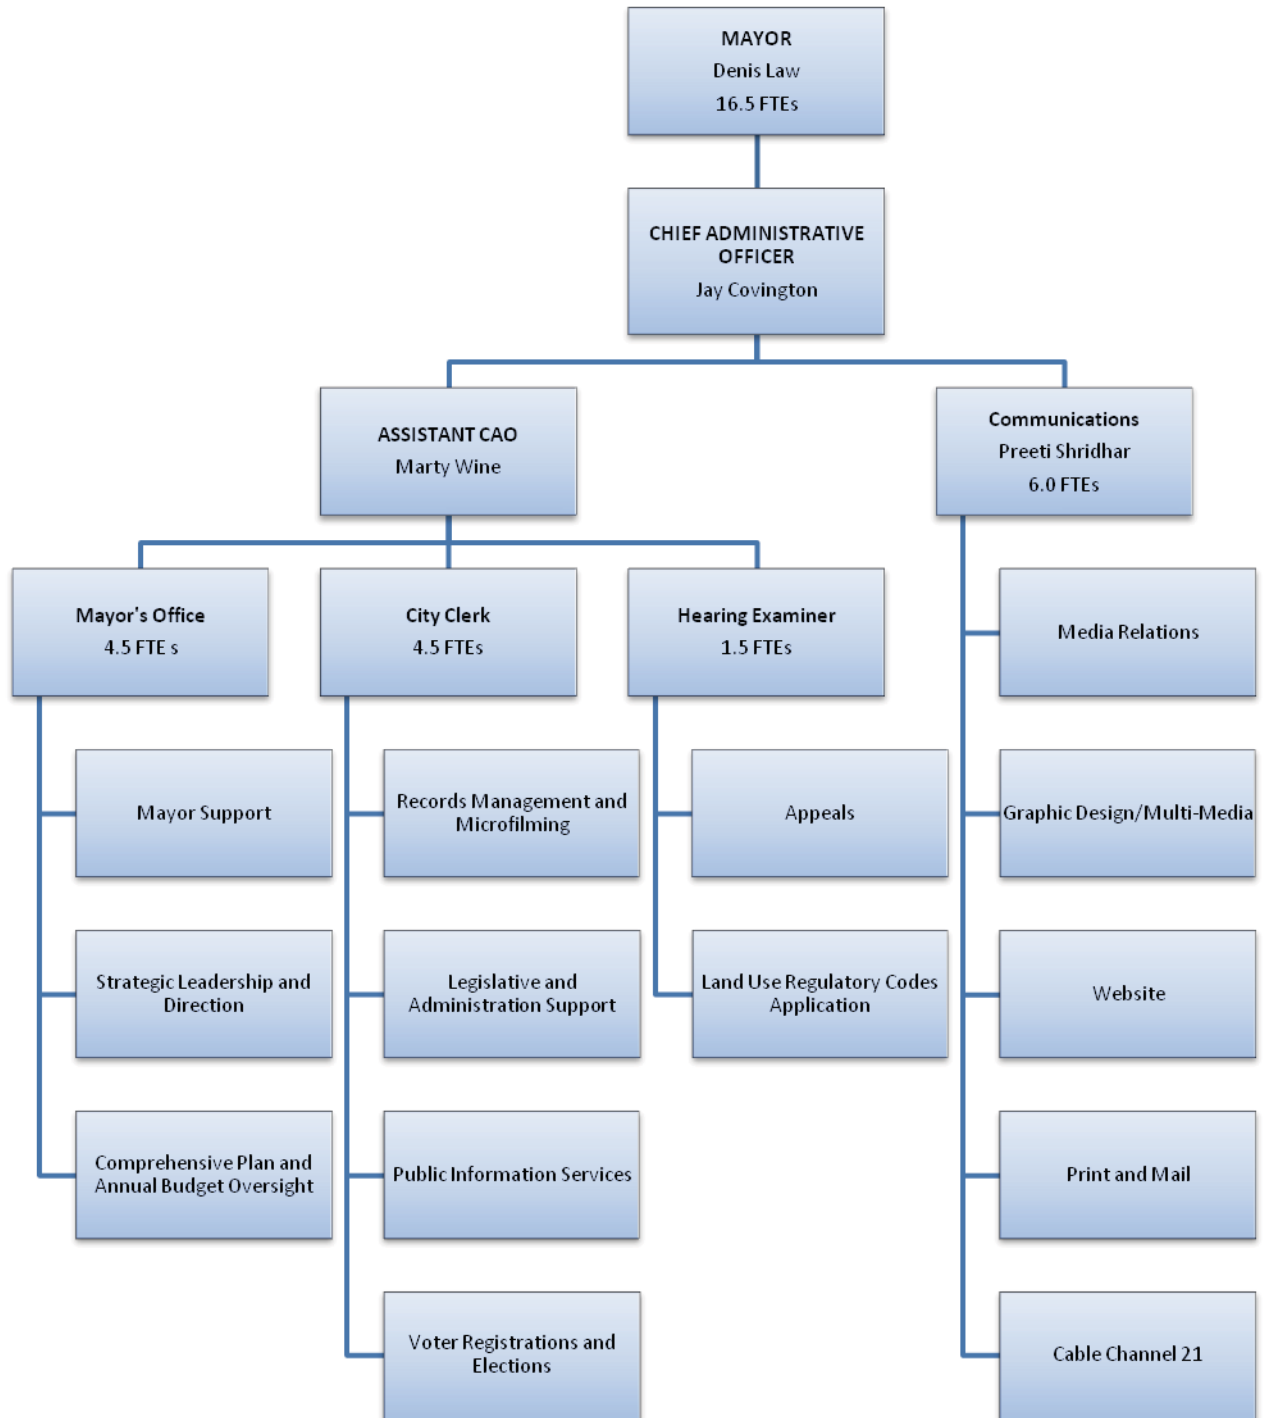 MAYOR
Denis Law
16.5 FTEs
CHIEF ADMINISTRATIVE
OFFICER
Jay Covington
ASSISTANT CAO
Marty Wine
Communications
Preeti Shridhar
6.0 FTEs
Mayor's Office
4.5 FTE s
City Clerk
4.5 FTEs
Hearing Examiner
1.5 FTEs
Media Relations
Mayor Support
Records Management and
Microfilming
Appeals
Graphic Design/Multi-Media
Strategic Leadership and
Direction
Legislative and
Administration Support
Land Use Regulatory Codes
Application
Website
Comprehensive Plan and
Annual Budget Oversight
Public Information Services
Print and Mail
Voter Registrations and
Elections
Cable Channel 21